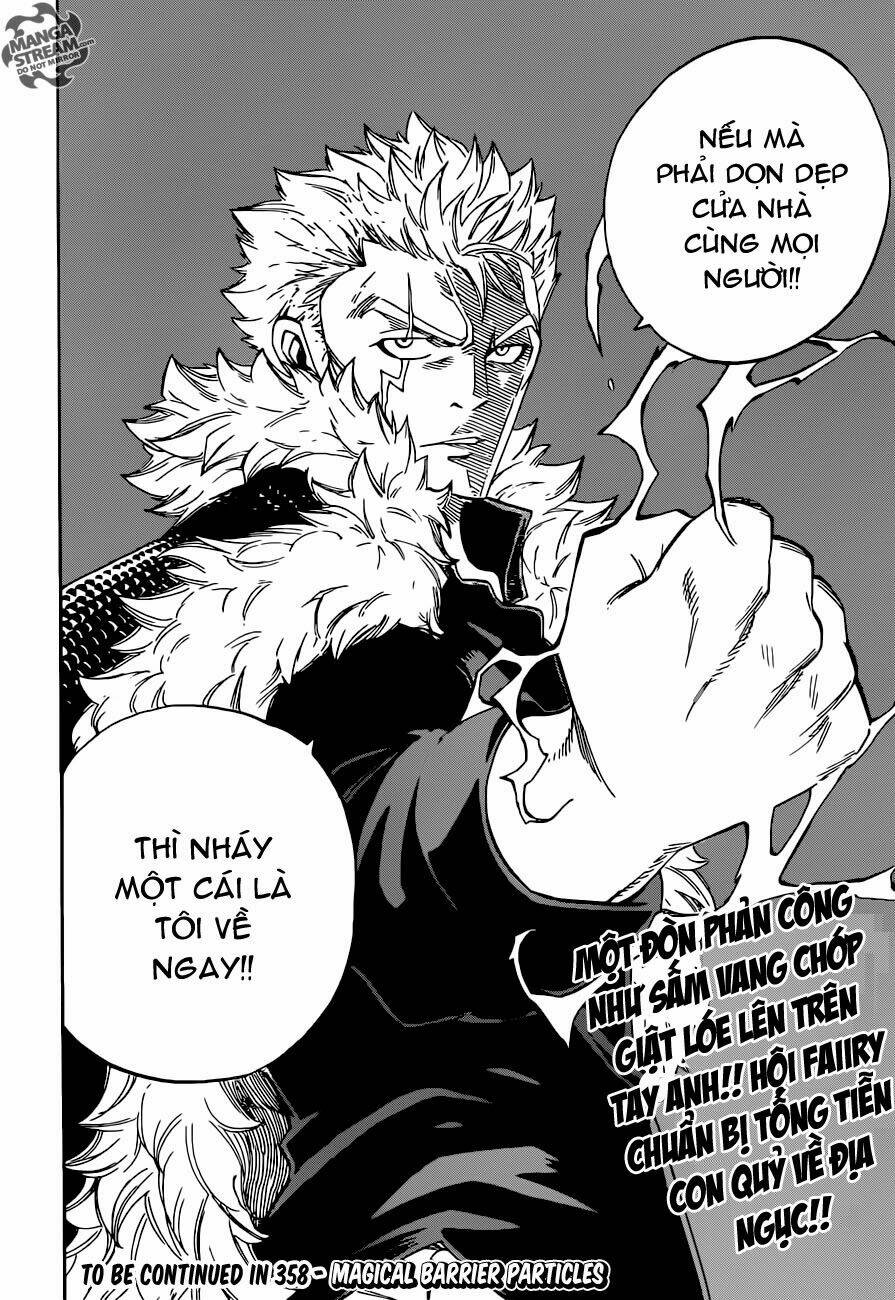 MANGA
STREAM.com
DO NOT MIRROR
NẾU MÀ
PHẢI DỌN DẸP
CỬA NHÀ
CÙNG MỌI
NGƯỜI!!
THÌ NHÁY
MỘT CÁI LÀ
TÔI VỀ
NGAY!!
MỘT ĐÒN PHẢN CÔNG
NHƯ SẤM VANG CHỚP
GIẬT LÓE LÊN TRÊN
TAY ANH!! HỘI FAIIRY
CHUẨN BỊ TỐNG TIỄN
CON QUỶ VỀ ĐỊA
NGỤC!!
TO BE CONTINUED IN 358 - MAGICAL BARRIER PARTICLES